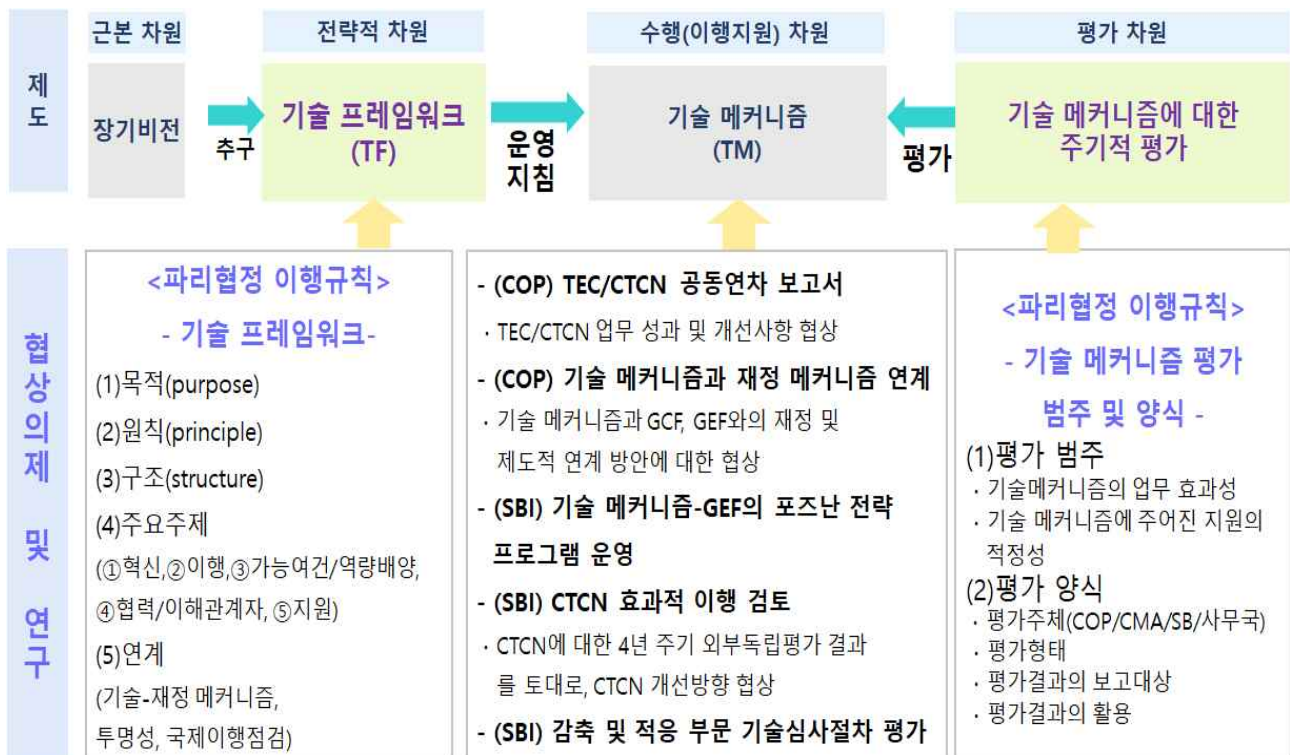 제도
근본 차원
전략적 차원
수행(이행지원) 차원
평가 차원
장기비전
추구
기술 프레임워크
(TF)
운영
지침
기술 메커니즘
(TM)
평가
기술 메커니즘에 대한
주기적 평가
협상의제 및 연구
<파리협정 이행규칙>
- 기술 프레임워크-
(1)목적(purpose)
(2)원칙(principle)
(3)구조(structure)
(4)주요주제
(①혁신,②이행,③가능여건/역량배양,
④협력/이해관계자, ⑤지원)
(5)연계
(기술-재정 메커니즘,
투명성, 국제이행점검)
- (COP) TEC/CTCN 공동연차 보고서
· TEC/CTCN 업무 성과 및 개선사항 협상
- (COP) 기술 메커니즘과 재정 메커니즘 연계
· 기술 메커니즘과 GCF, GEF와의 재정 및
제도적 연계 방안에 대한 협상
- (SBI) 기술 메커니즘-GEF의 포즈난 전략
프로그램 운영
- (SBI) CTCN 효과적 이행 검토
· CTCN에 대한 4년 주기 외부독립평가 결과
를 토대로, CTCN 개선방향 협상
- (SBI) 감축 및 적응 부문 기술심사절차 평가
<파리협정 이행규칙>
- 기술 메커니즘 평가
범주 및 양식 -
(1)평가 범주
· 기술메커니즘의 업무 효과성
· 기술 메커니즘에 주어진 지원의
적정성
(2)평가 양식
· 평가주체(COP/CMA/SB/사무국)
· 평가형태
· 평가결과의 보고대상
· 평가결과의 활용